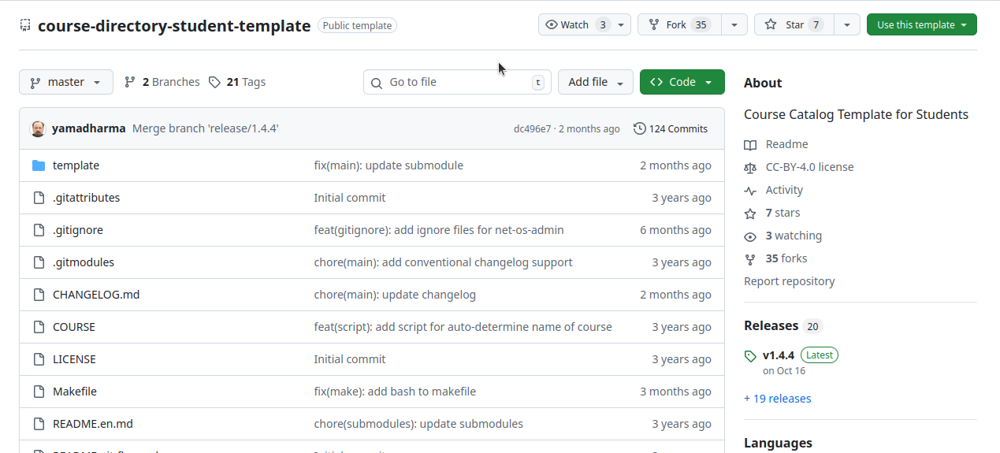 course-directory-student-template Public template Watch 3 Fork 35 Star 7 Use this template
master 2 Branches 21 Tags Go to file t Add file Code
yamadharma Merge branch 'release/1.4.4' dc496e7 · 2 months ago 124 Commits
template fix(main): update submodule 2 months ago
.gitattributes Initial commit 3 years ago
.gitignore feat(gitignore): add ignore files for net-os-admin 6 months ago
.gitmodules chore(main): add conventional changelog support 3 years ago
CHANGELOG.md chore(main): update changelog 2 months ago
COURSE feat(script): add script for auto-determine name of course 3 years ago
LICENSE Initial commit 3 years ago
Makefile fix(make): add bash to makefile 3 months ago
README.en.md chore(submodules): update submodules 3 years ago
About
Course Catalog Template for Students
Readme
CC-BY-4.0 license
Activity
7 stars
3 watching
35 forks
Report repository
Releases 20
v1.4.4 Latest
on Oct 16
+ 19 releases
Languages